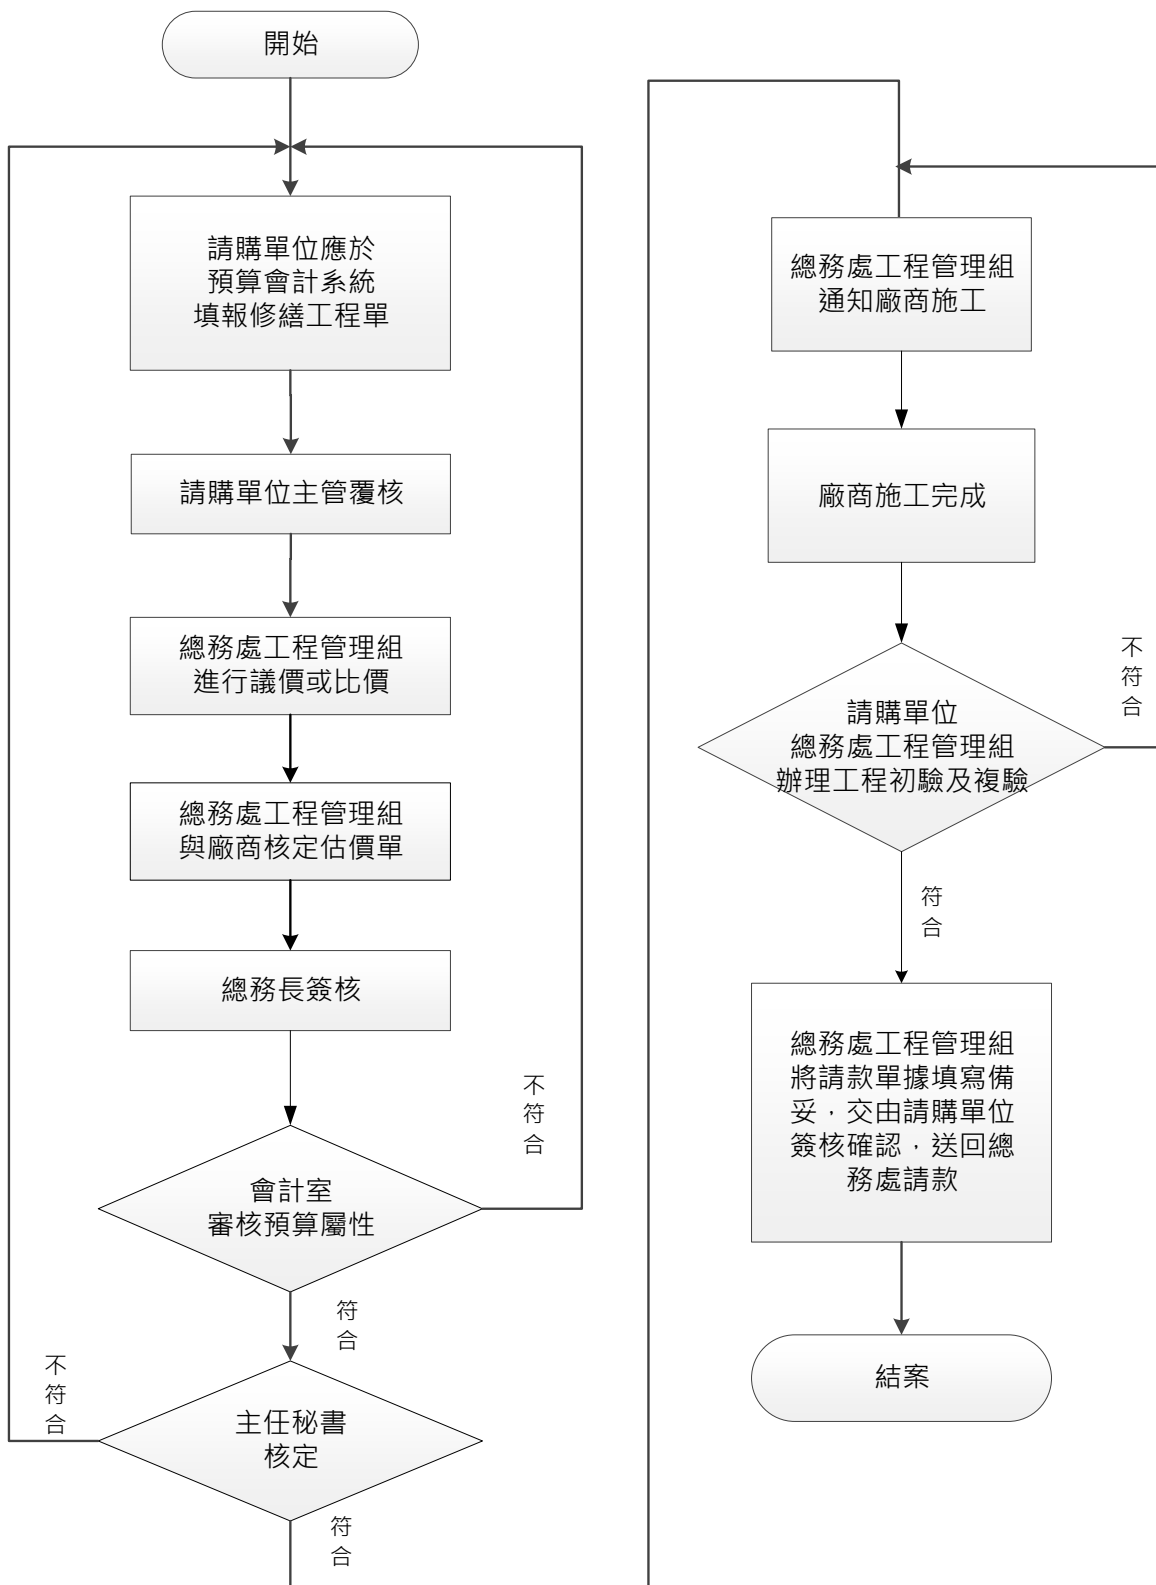 開始
請購單位應於
預算會計系統
填報修繕工程單
請購單位主管覆核
總務處工程管理組
進行議價或比價
總務處工程管理組
與廠商核定估價單
總務長簽核
不符合
會計室
審核預算屬性
符合
不符合
主任秘書
核定
符合
總務處工程管理組
通知廠商施工
廠商施工完成
不符合
請購單位
總務處工程管理組
辦理工程初驗及複驗
符合
總務處工程管理組
將請款單據填寫備
妥，交由請購單位
簽核確認，送回總
務處請款
結案